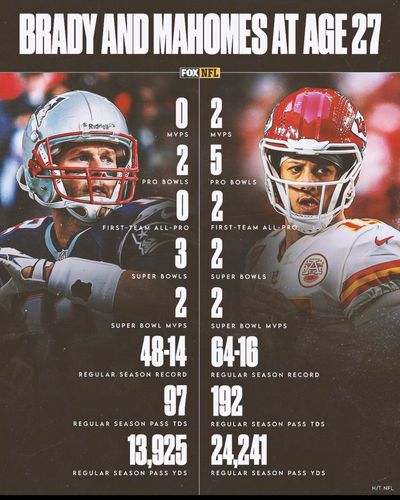 BRADY AND MAHOMES AT AGE 27
FOX NFL
Riddell
0
MVPS
2
MVPS
2
PRO BOWLS
5
PRO BOWLS
0
FIRST-TEAM ALL-PRO
2
FIRST-TEAM ALL-PRO
3
SUPER BOWLS
2
SUPER BOWLS
2
SUPER BOWL MVPS
2
SUPER BOWL MVPS
48-14
REGULAR SEASON RECORD
64-16
REGULAR SEASON RECORD
97
REGULAR SEASON PASS TDS
192
REGULAR SEASON PASS TDS
13,925
REGULAR SEASON PASS YDS
24,241
REGULAR SEASON PASS YDS
H/T NFL